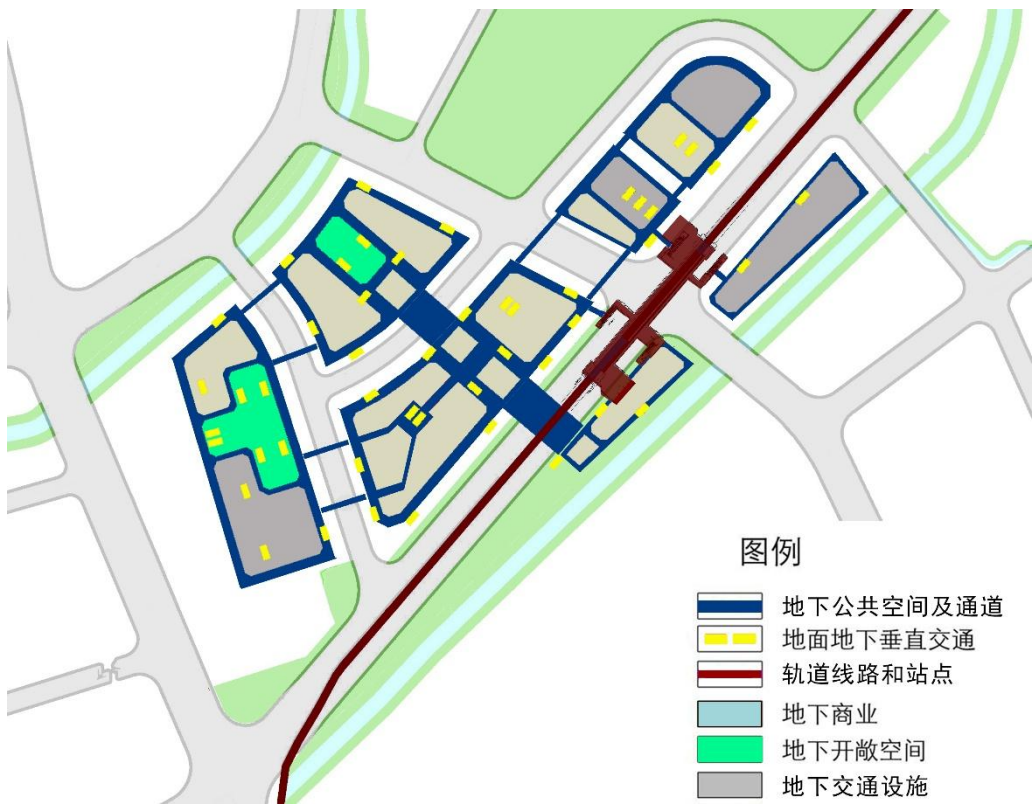 图例
地下公共空间及通道
地面地下垂直交通
轨道线路和站点
地下商业
地下开敞空间
地下交通设施